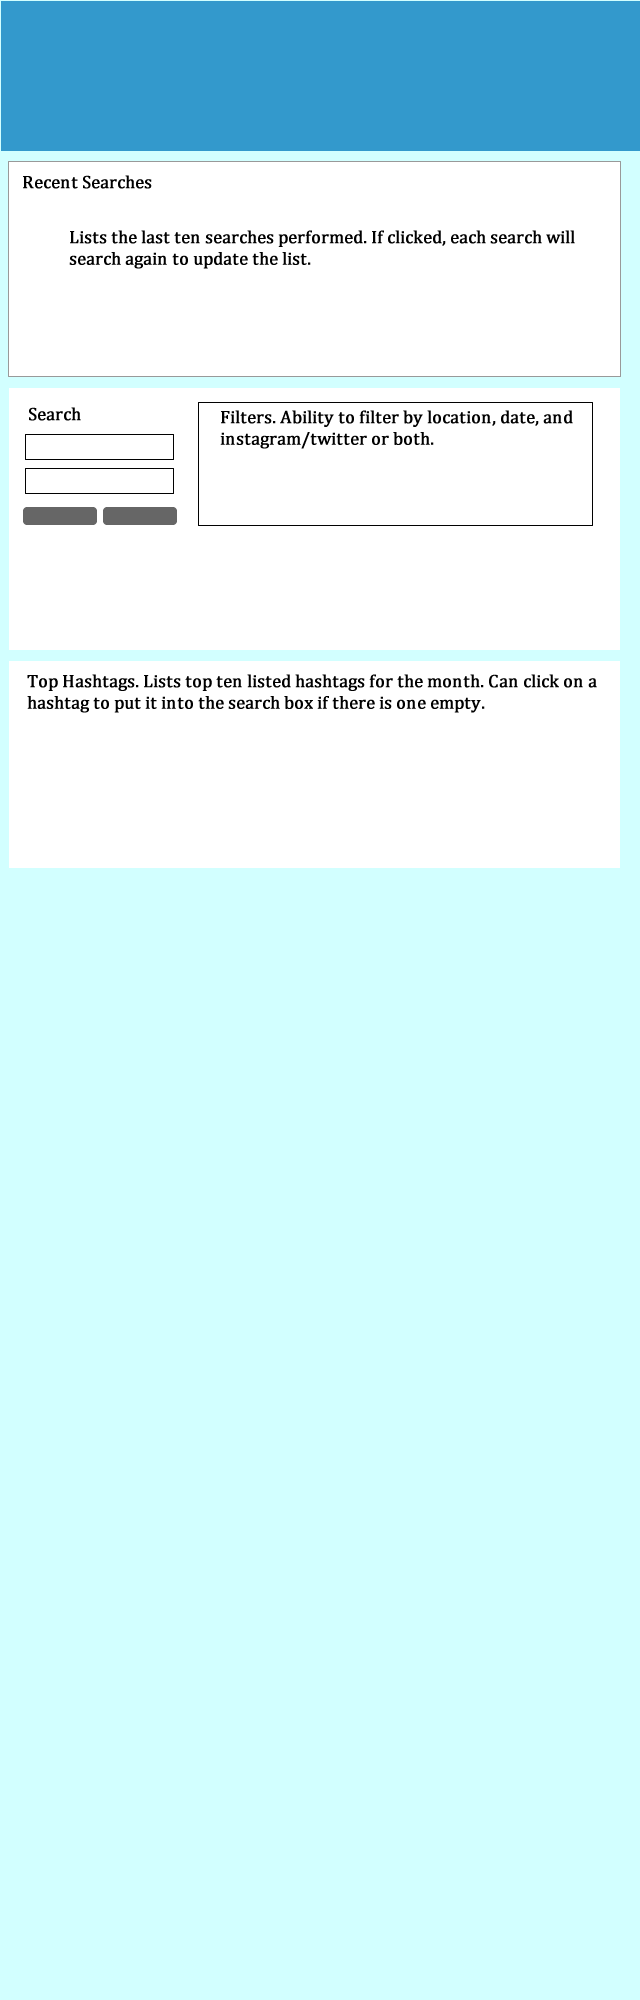 Recent Searches
Lists the last ten searches performed. If clicked, each search will
search again to update the list.
Search
Filters. Ability to filter by location, date, and
instagram/twitter or both.
Top Hashtags. Lists top ten listed hashtags for the month. Can click on a
hashtag to put it into the search box if there is one empty.